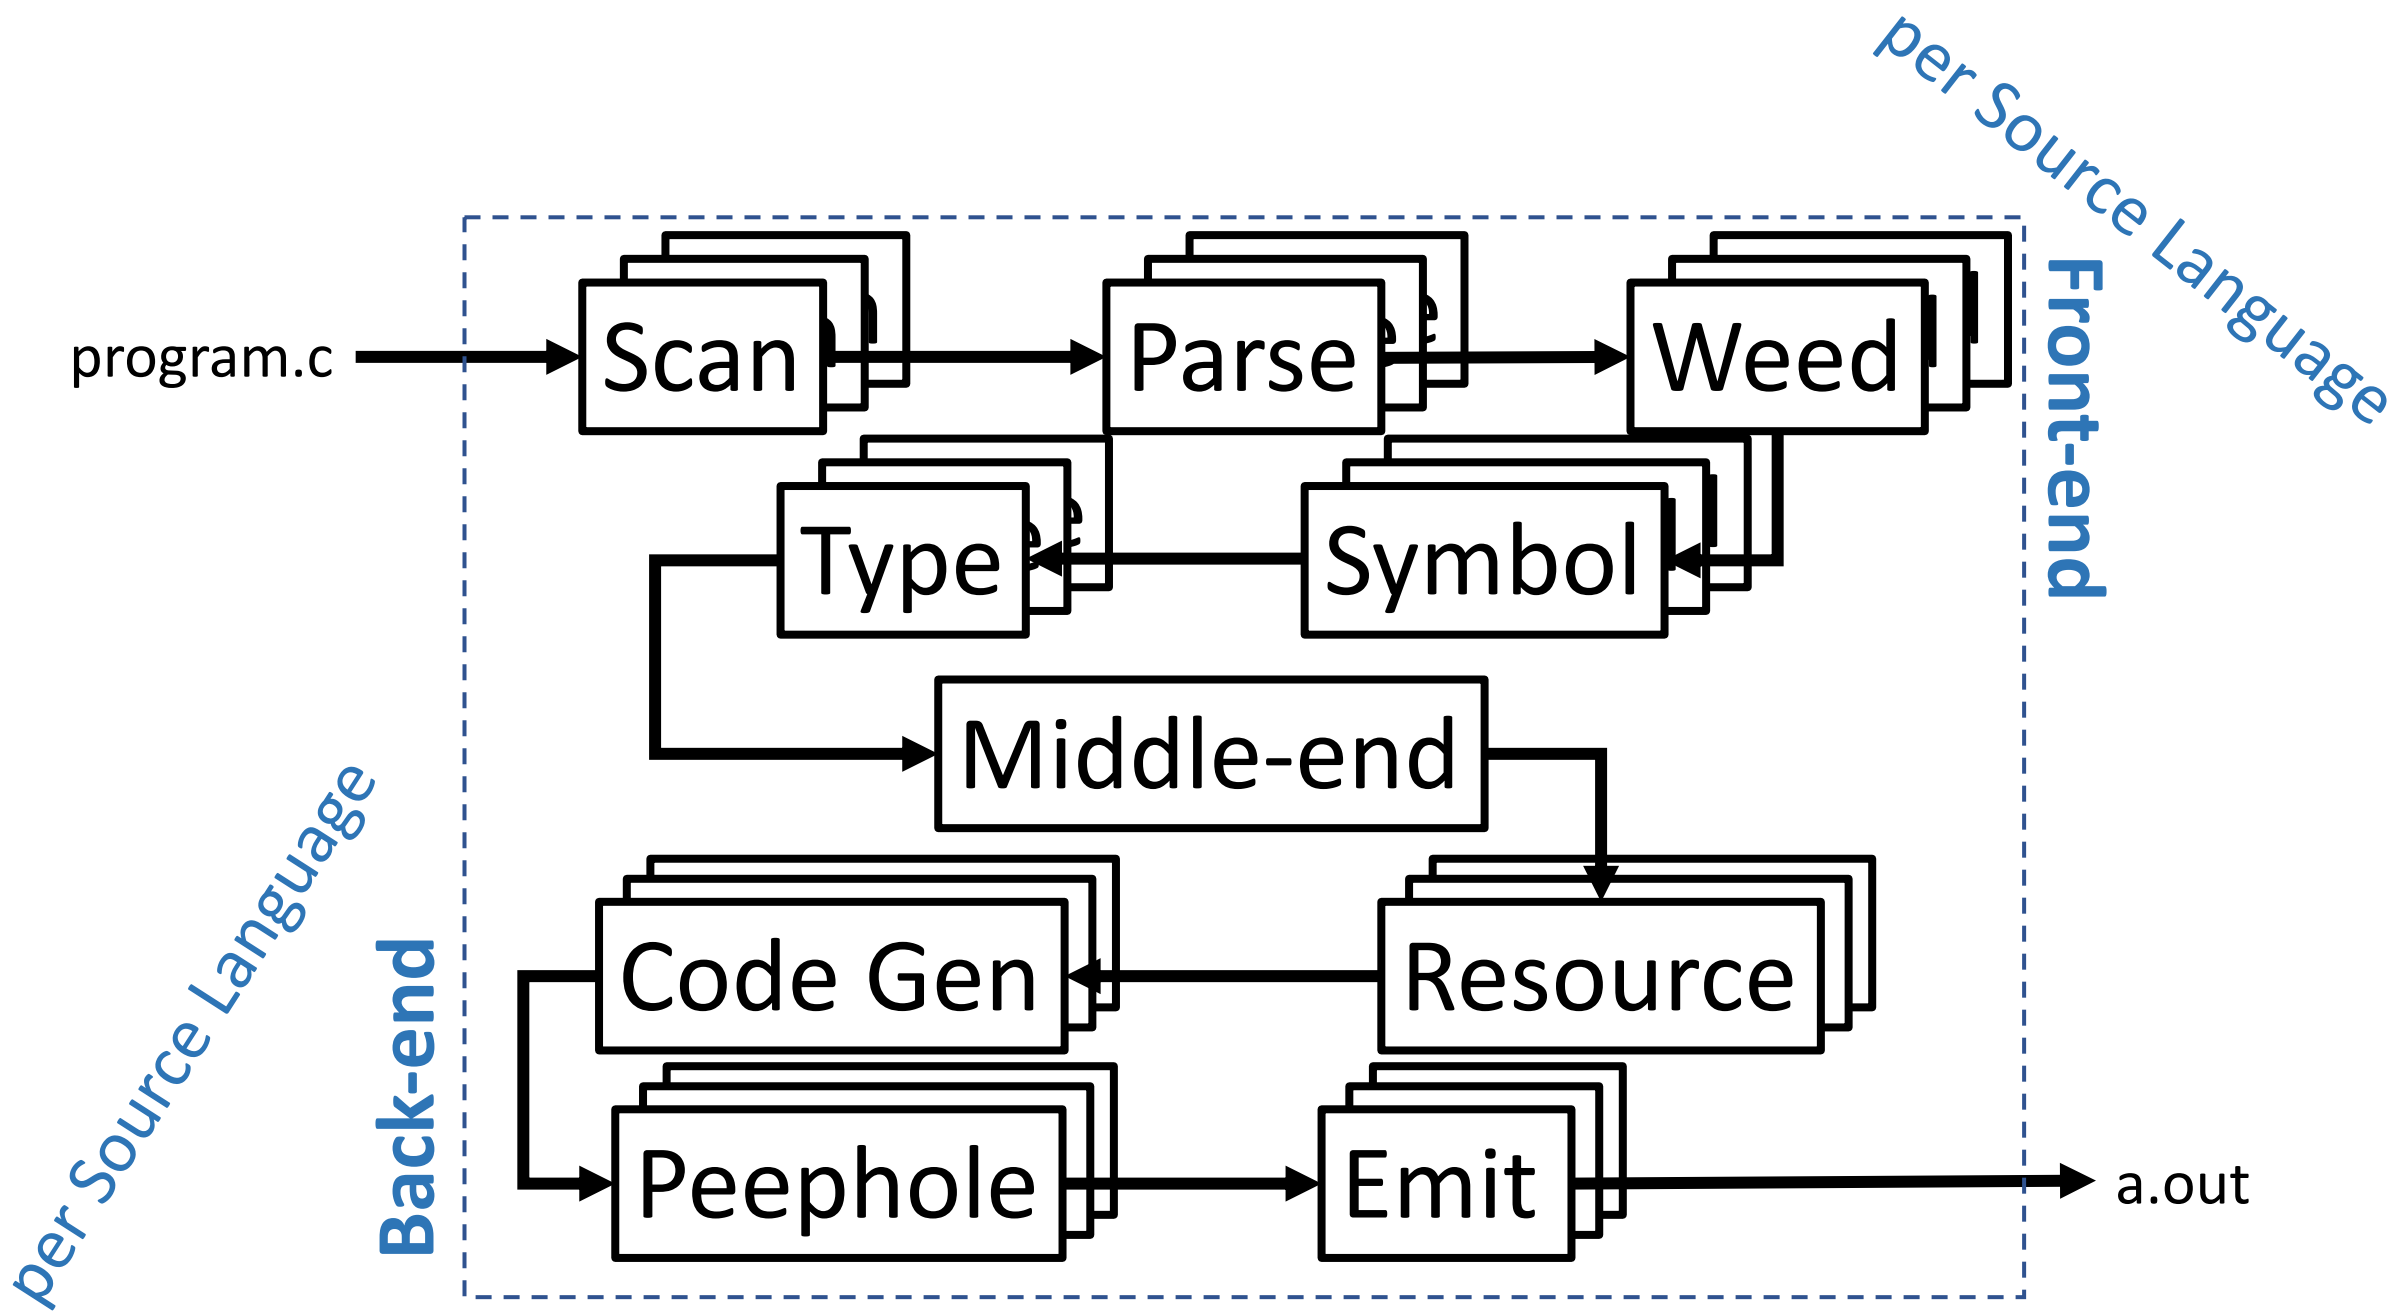 per Source Language
Front-end
program.c
Scan
Parse
Weed
Type
Symbol
Middle-end
per Source Language
Back-end
Code Gen
Resource
Peephole
Emit
a.out